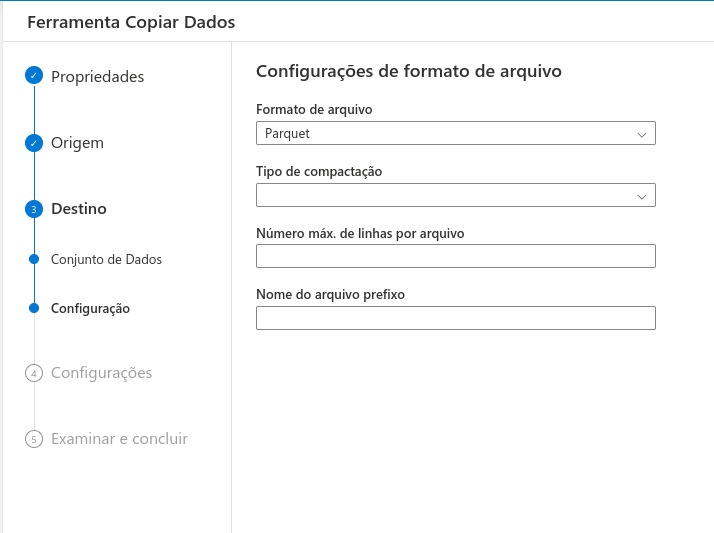 Ferramenta Copiar Dados
Propriedades
Origem
3
Destino
Conjunto de Dados
Configuração
4
Configurações
5
Examinar e concluir
Configurações de formato de arquivo
Formato de arquivo
Parquet
Tipo de compactação
Número máx. de linhas por arquivo
Nome do arquivo prefixo